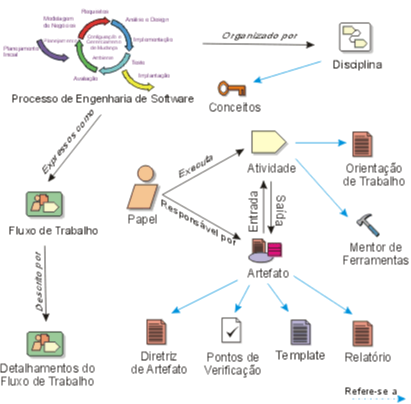 Requisitos
Modelagem
de Negócios
Análise e Design
Planejamento
Inicial
Gerenciamento
Configuração e
Gerenciamento
de Mudança
Ambiente
Implementação
Teste
Avaliação
Implantação
Organizado por
Disciplina
Processo de Engenharia de Software
Conceitos
Expressos como
Executa
Atividade
Orientação
de Trabalho
Papel
Responsável por
Entrada
Saída
Fluxo de Trabalho
Mentor de
Ferramentas
Artefato
Descrito por
Detalhamentos do
Fluxo de Trabalho
Diretriz
de Artefato
Pontos de
Verificação
Template
Relatório
Refere-se a